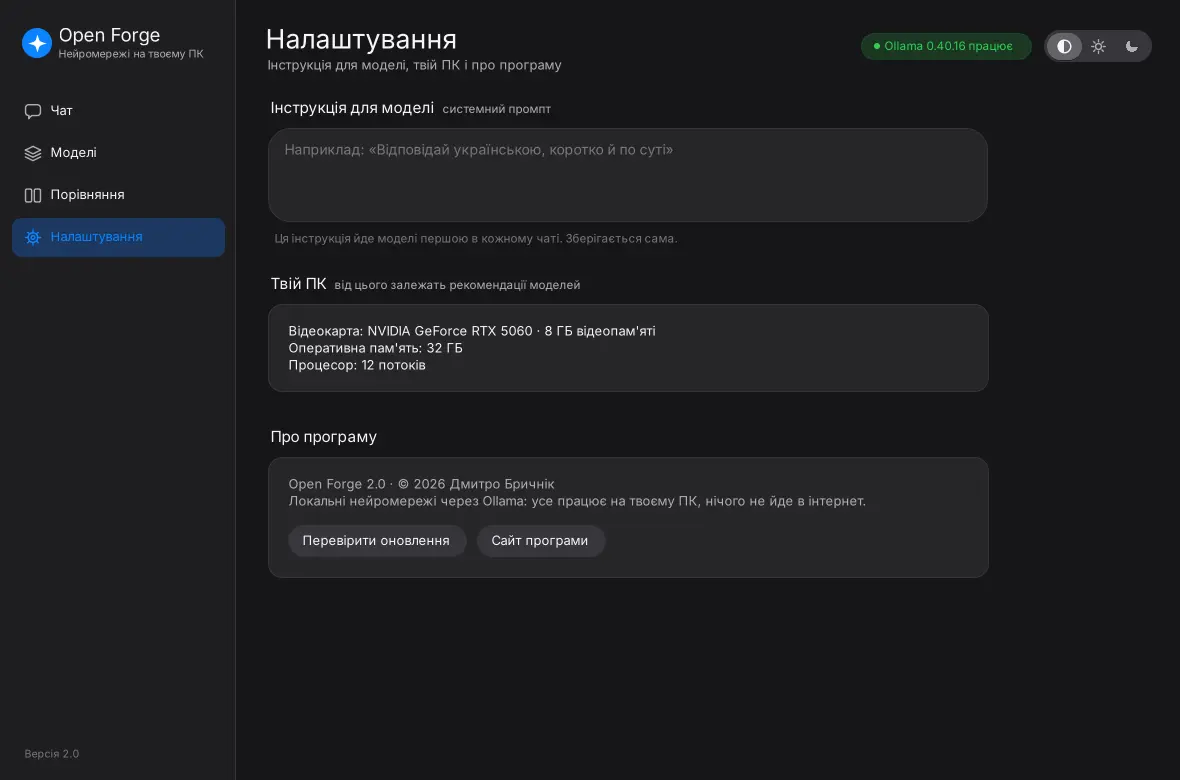 Open Forge
Нейромережі на твоєму ПК
Чат
Моделі
Порівняння
Налаштування
Версія 2.0
Налаштування
Інструкція для моделі, твій ПК і про програму
Ollama 0.40.16 працює
Інструкція для моделі системний промпт
Наприклад: «Відповідай українською, коротко й по суті»
Ця інструкція йде моделі першою в кожному чаті. Зберігається сама.
Твій ПК від цього залежать рекомендації моделей
Відеокарта: NVIDIA GeForce RTX 5060 · 8 ГБ відеопам'яті
Оперативна пам'ять: 32 ГБ
Процесор: 12 потоків
Про програму
Open Forge 2.0 · © 2026 Дмитро Бричнік
Локальні нейромережі через Ollama: усе працює на твоєму ПК, нічого не йде в інтернет.
Перевірити оновлення
Сайт програми